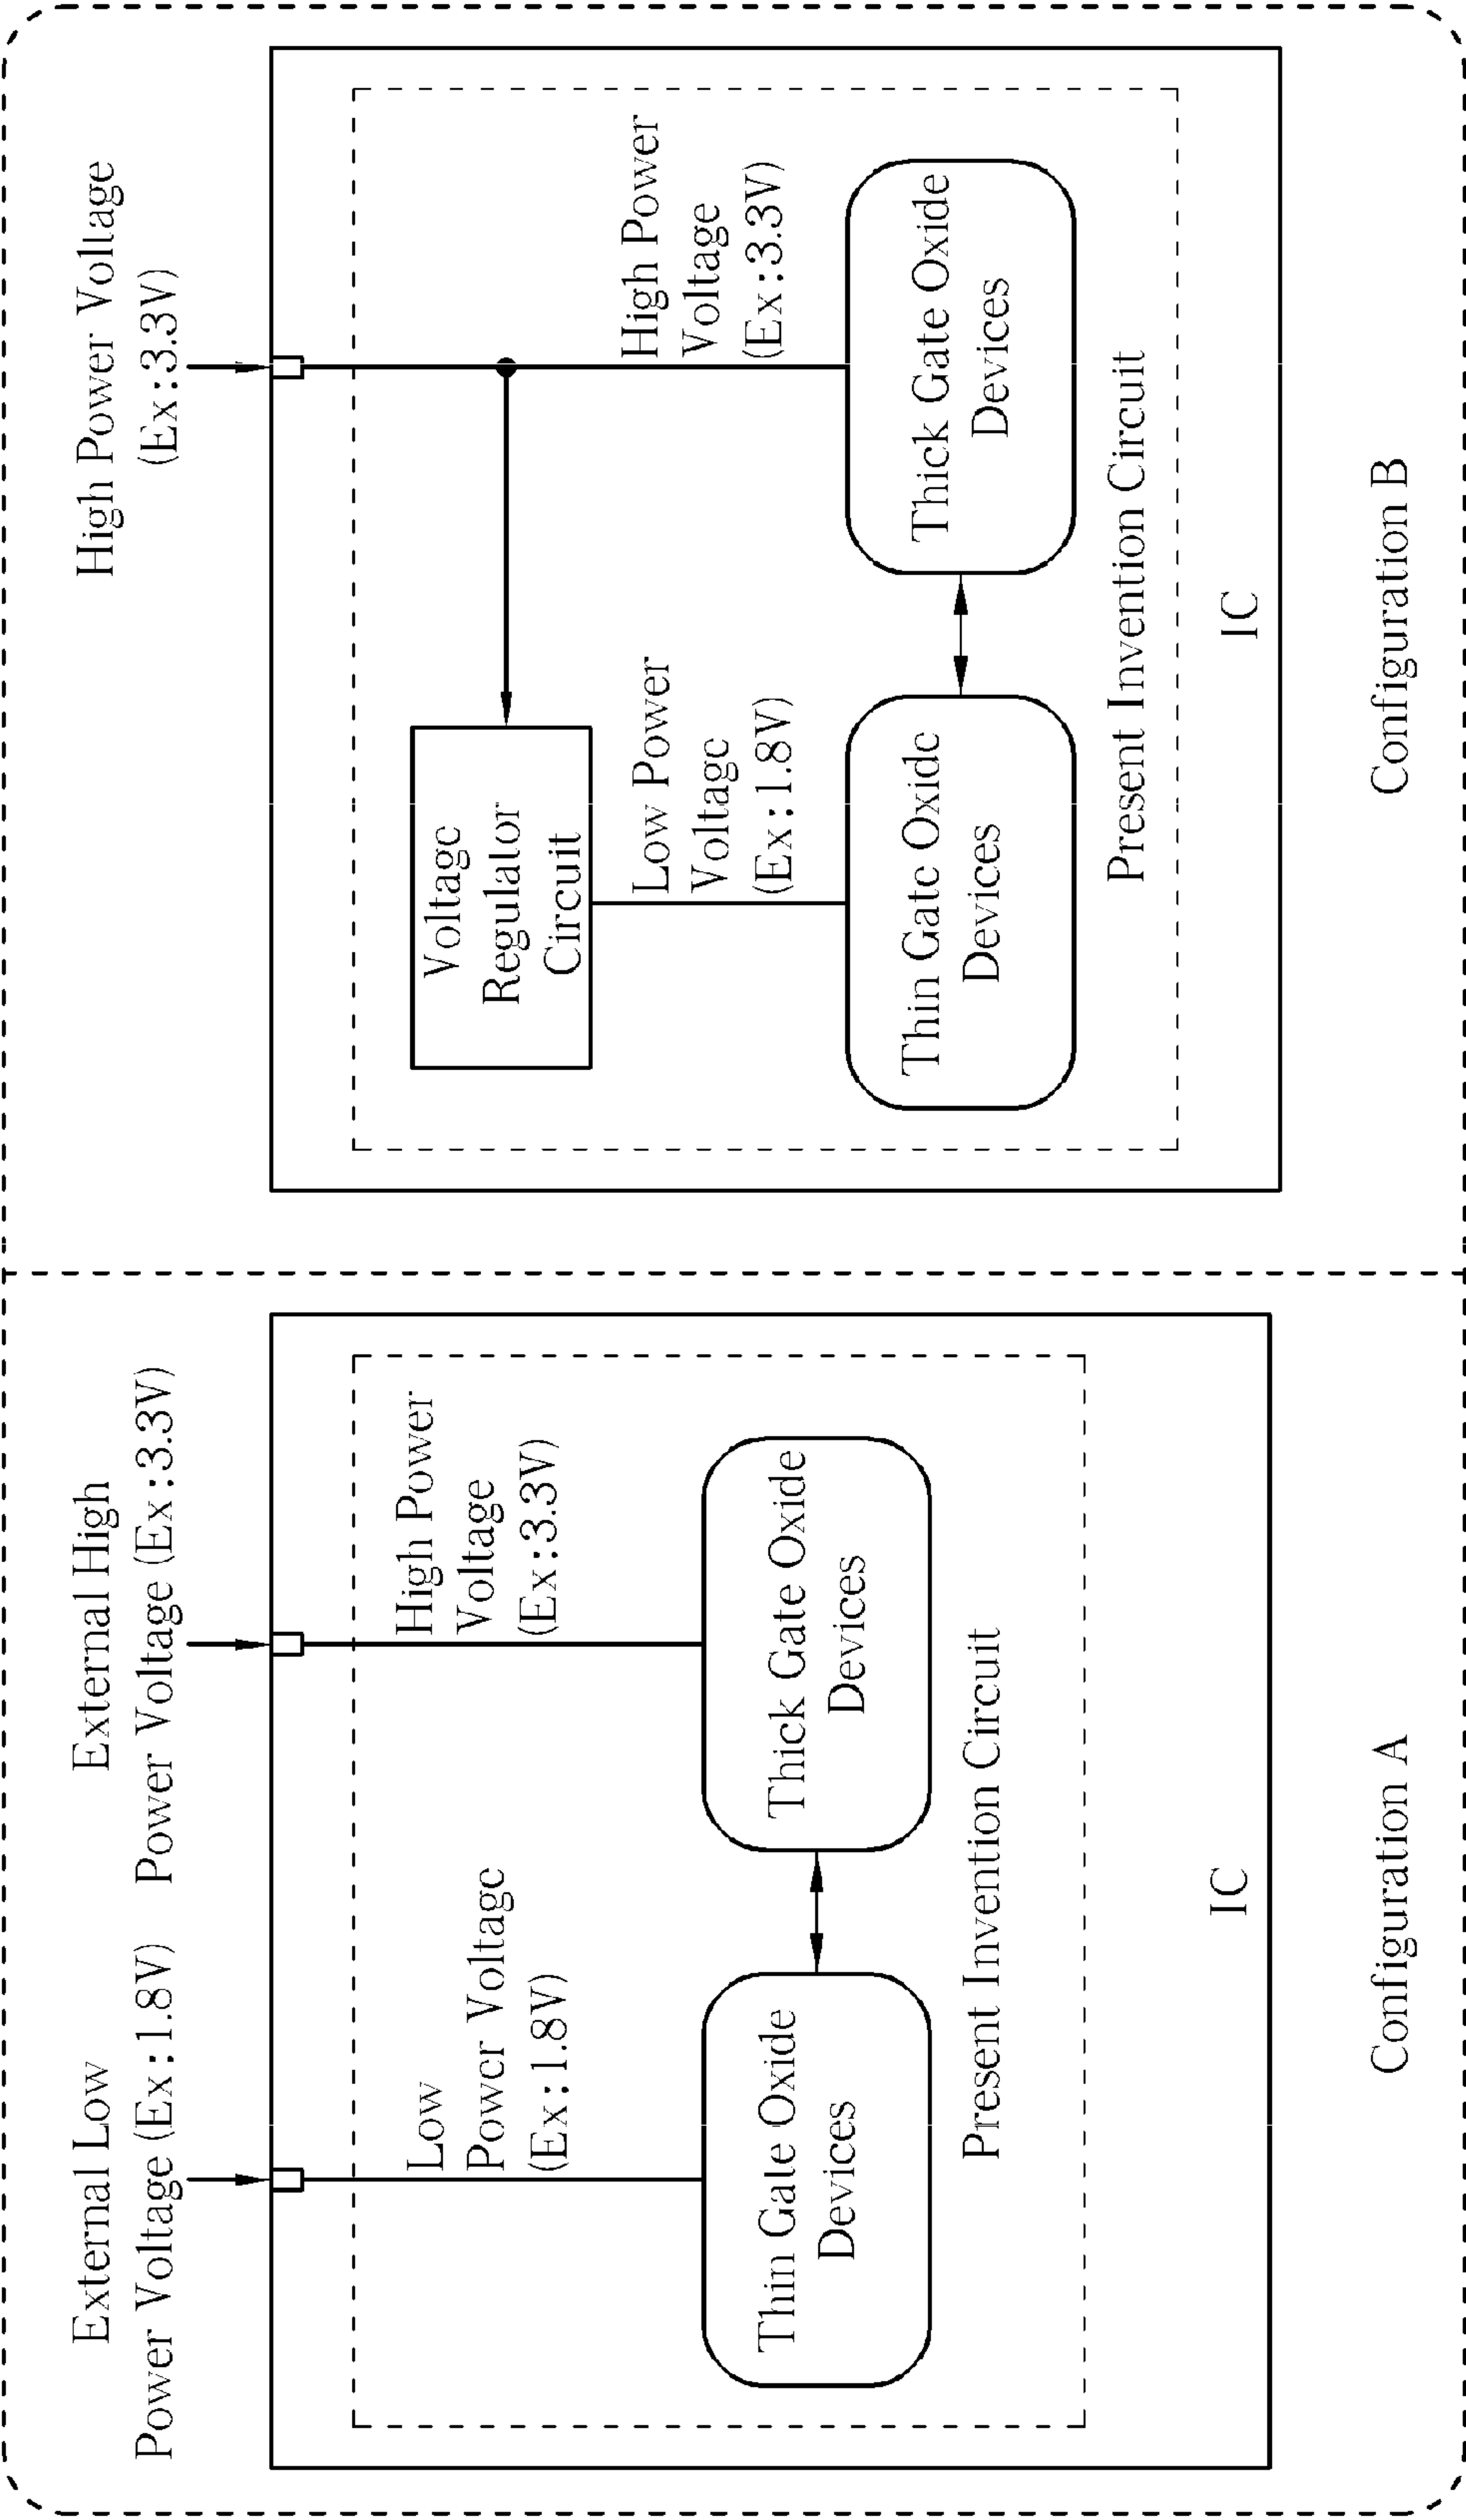 External Low
Power Voltage (Ex:1.8V)
External High
Power Voltage (Ex:3.3V)
Low
Power Voltage
(Ex:1.8V)
High Power
Voltage
(Ex:3.3V)
Thin Gate Oxide
Devices
Thick Gate Oxide
Devices
Present Invention Circuit
IC
Configuration A
High Power Voltage
(Ex:3.3V)
Voltage
Regulator
Circuit
Low Power
Voltage
(Ex:1.8V)
High Power
Voltage
(Ex:3.3V)
Thin Gate Oxide
Devices
Thick Gate Oxide
Devices
Present Invention Circuit
IC
Configuration B